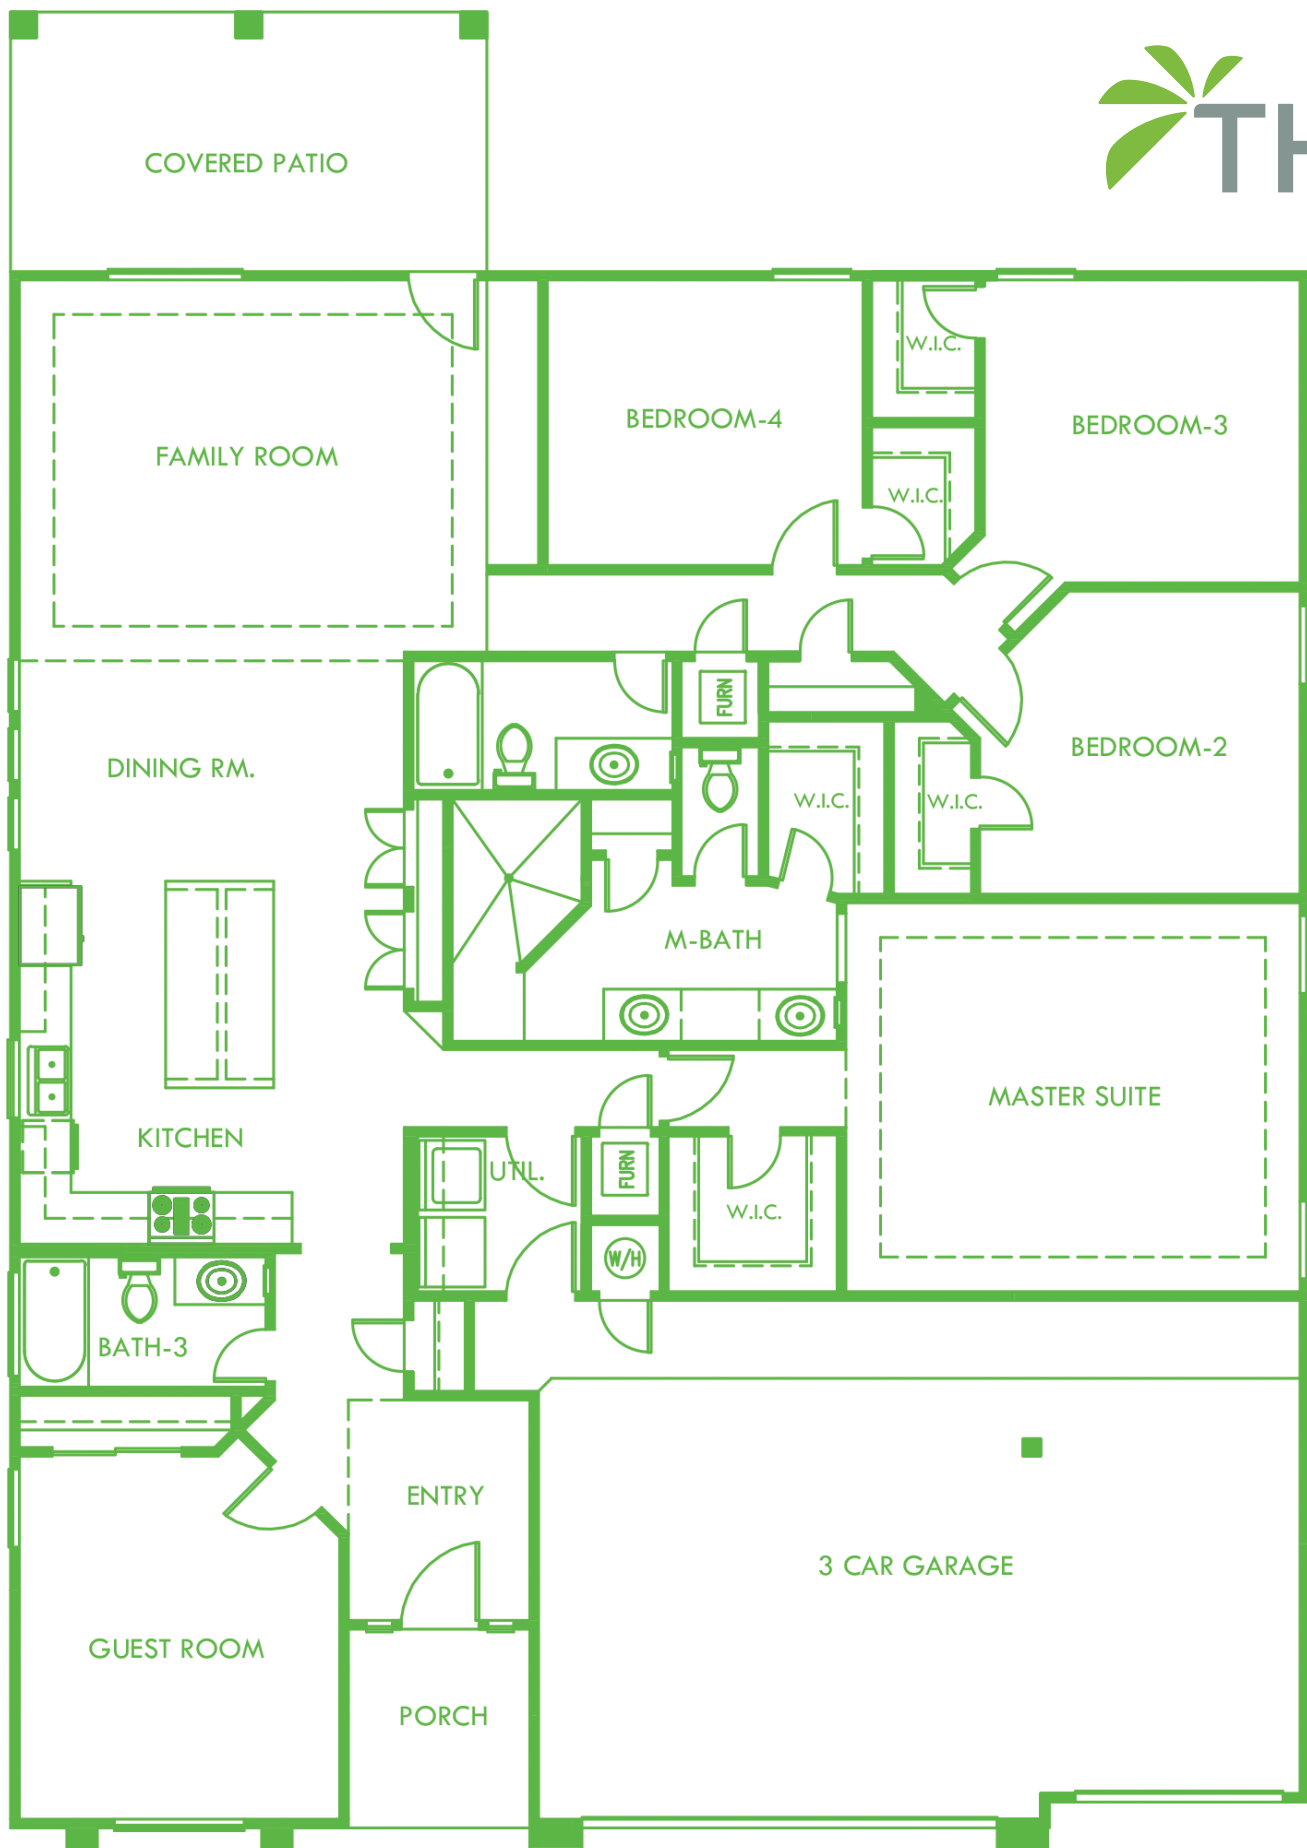 TH
COVERED PATIO
W.I.C.
BEDROOM-4
BEDROOM-3
FAMILY ROOM
W.I.C.
FURN
BEDROOM-2
DINING RM.
W.I.C.
W.I.C.
M-BATH
MASTER SUITE
KITCHEN
UTIL.
FURN
W.I.C.
W/H
BATH-3
ENTRY
3 CAR GARAGE
GUEST ROOM
PORCH